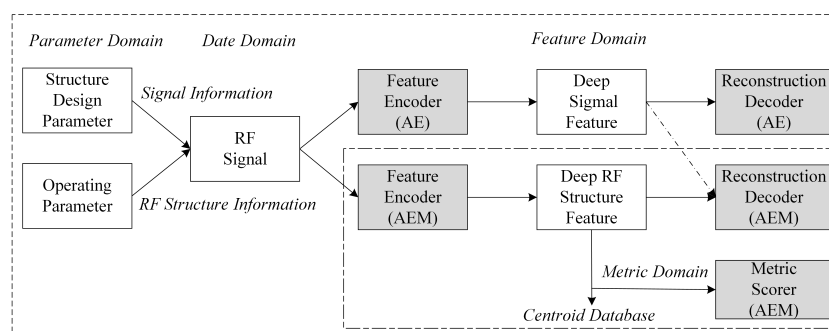 Parameter Domain
Date Domain
Feature Domain
Structure
Design
Parameter
Signal Information
RF
Signal
Operating
Parameter
RF Structure Information
Feature
Encoder
(AE)
Deep
Sigmal
Feature
Reconstruction
Decoder
(AE)
Feature
Encoder
(AEM)
Deep RF
Structure
Feature
Reconstruction
Decoder
(AEM)
Metric Domain
Metric
Scorer
(AEM)
Centroid Database